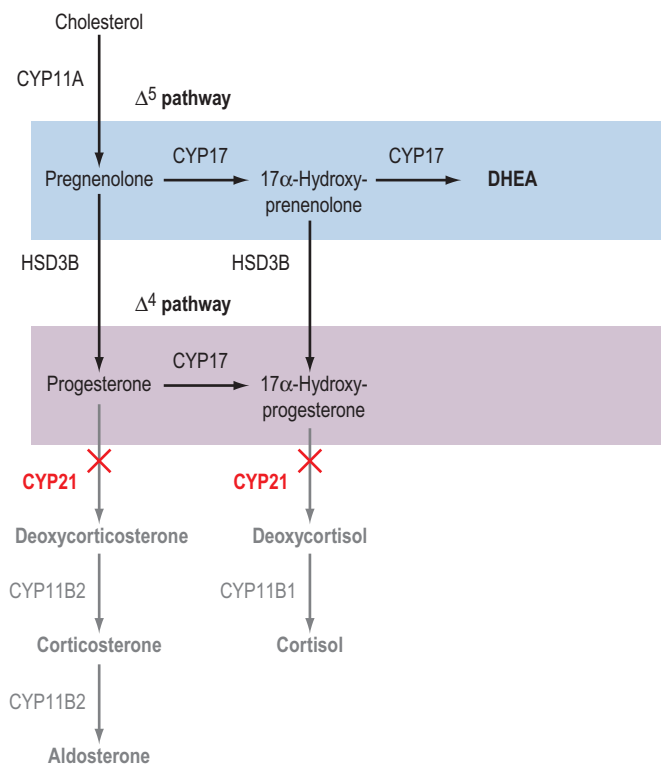 Cholesterol
CYP11A
Δ5 pathway
CYP17
CYP17
Pregnenolone
17α-Hydroxy-
prenenolone
DHEA
HSD3B
HSD3B
Δ4 pathway
CYP17
Progesterone
17α-Hydroxy-
progesterone
CYP21
CYP21
Deoxycorticosterone
Deoxycortisol
CYP11B2
CYP11B1
Corticosterone
Cortisol
CYP11B2
Aldosterone